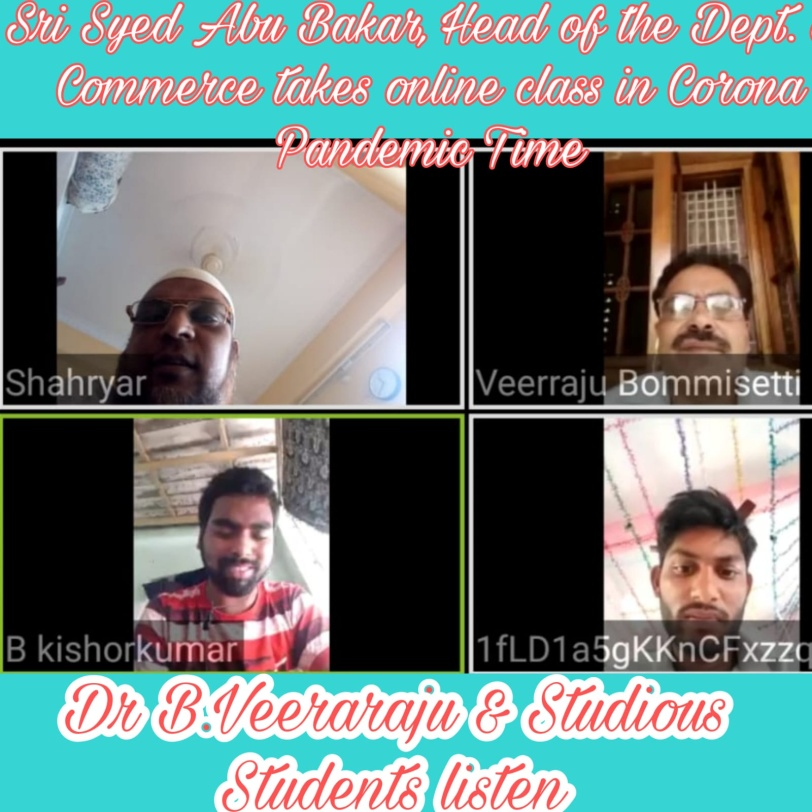 Sri Syed Abu Bakar, Head of the Dept.
Commerce takes online class in Corona
Pandemic Time
Shahryar
Veerraju Bommisetti
B kishorkumar
1fLD1a5gKKnCFxzzq
Dr B.Veeraraju & Studious
Students listen